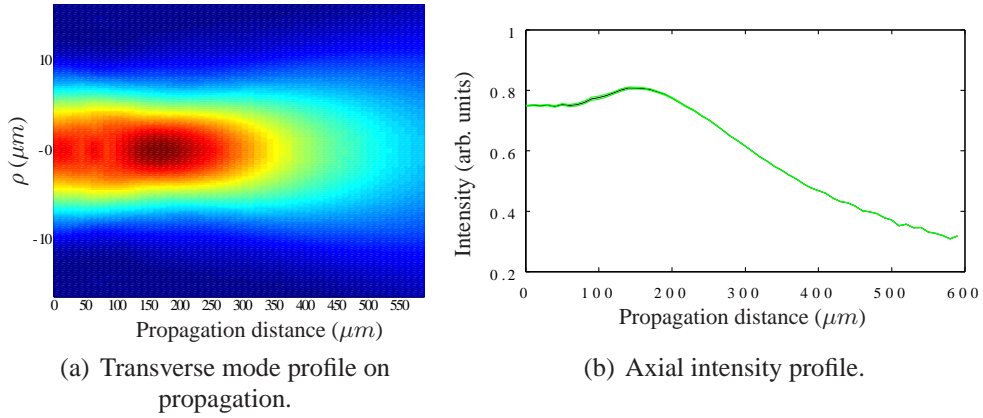 10
-0
-10
ρ (μm)
0 50 100 150 200 250 300 350 400 450 500 550
Propagation distance (μm)
(a) Transverse mode profile on
propagation.
1
0.8
0.6
0.4
0.2
Intensity (arb. units)
0 100 200 300 400 500 600
Propagation distance (μm)
(b) Axial intensity profile.